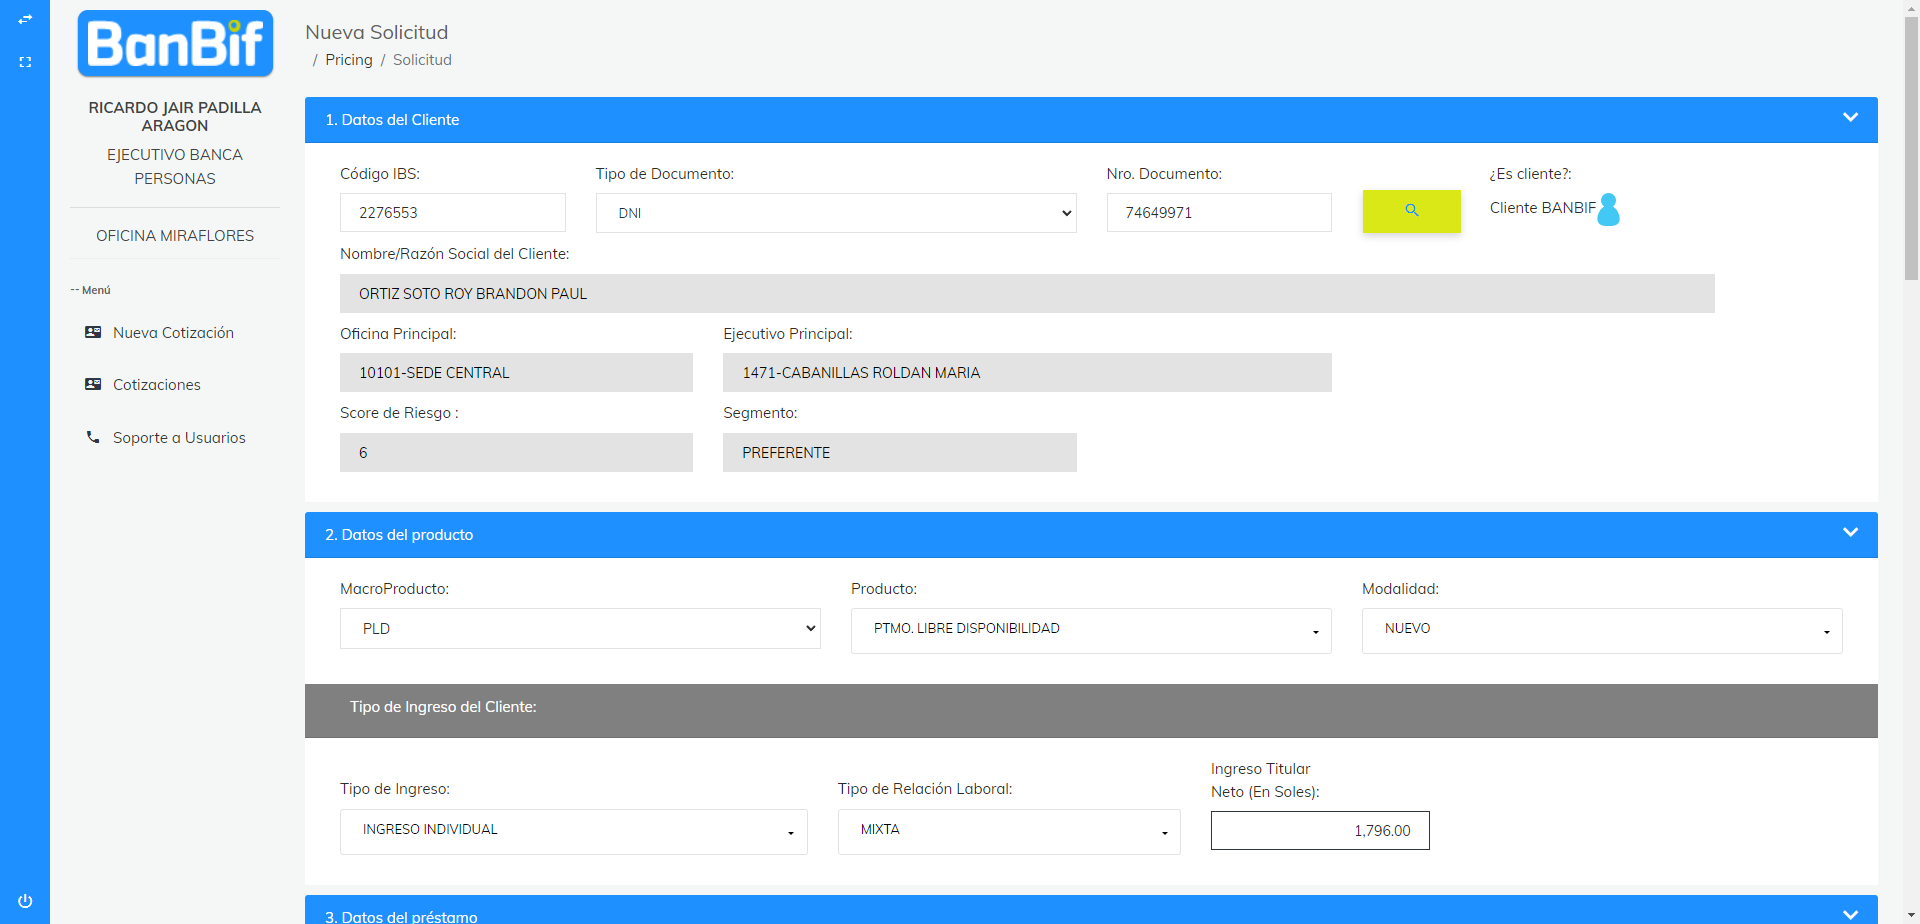 BanBif
RICARDO JAIR PADILLA
ARAGON
EJECUTIVO BANCA
PERSONAS
OFICINA MIRAFLORES
-- Menú
Nueva Cotización
Cotizaciones
Soporte a Usuarios
Nueva Solicitud
/ Pricing / Solicitud
1. Datos del Cliente
Código IBS: Tipo de Documento: Nro. Documento: ¿Es cliente?:
2276553 DNI 74649971 Cliente BANBIF
Nombre/Razón Social del Cliente:
ORTIZ SOTO ROY BRANDON PAUL
Oficina Principal: Ejecutivo Principal:
10101-SEDE CENTRAL 1471-CABANILLAS ROLDAN MARIA
Score de Riesgo : Segmento:
6 PREFERENTE
2. Datos del producto
MacroProducto: Producto: Modalidad:
PLD PTMO. LIBRE DISPONIBILIDAD NUEVO
Tipo de Ingreso del Cliente:
Tipo de Ingreso: Tipo de Relación Laboral: Ingreso Titular
Neto (En Soles):
INGRESO INDIVIDUAL MIXTA 1,796.00
3. Datos del préstamo